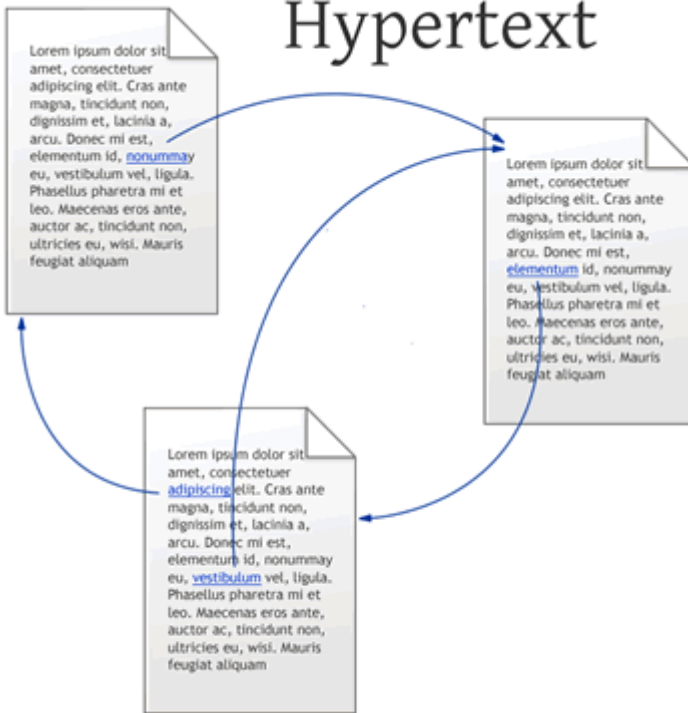 Hypertext
Lorem ipsum dolor sit
amet, consectetuer
adipiscing elit. Cras ante
magna, tincidunt non,
dignissim et, lacinia a,
arcu. Donec mi est,
elementum id, nonummay
eu, vestibulum vel, ligula.
Phasellus pharetra mi et
leo. Maecenas eros ante,
auctor ac, tincidunt non,
ultricies eu, wisi. Mauris
feugiat aliquam
Lorem ipsum dolor sit
amet, consectetuer
adipiscing elit. Cras ante
magna, tincidunt non,
dignissim et, lacinia a,
arcu. Donec mi est,
elementum id, nonummay
eu, vestibulum vel, ligula.
Phasellus pharetra mi et
leo. Maecenas eros ante,
auctor ac, tincidunt non,
ultricies eu, wisi. Mauris
feugiat aliquam
Lorem ipsum dolor sit
amet, consectetuer
adipiscing elit. Cras ante
magna, tincidunt non,
dignissim et, lacinia a,
arcu. Donec mi est,
elementum id, nonummay
eu, vestibulum vel, ligula.
Phasellus pharetra mi et
leo. Maecenas eros ante,
auctor ac, tincidunt non,
ultricies eu, wisi. Mauris
feugiat aliquam